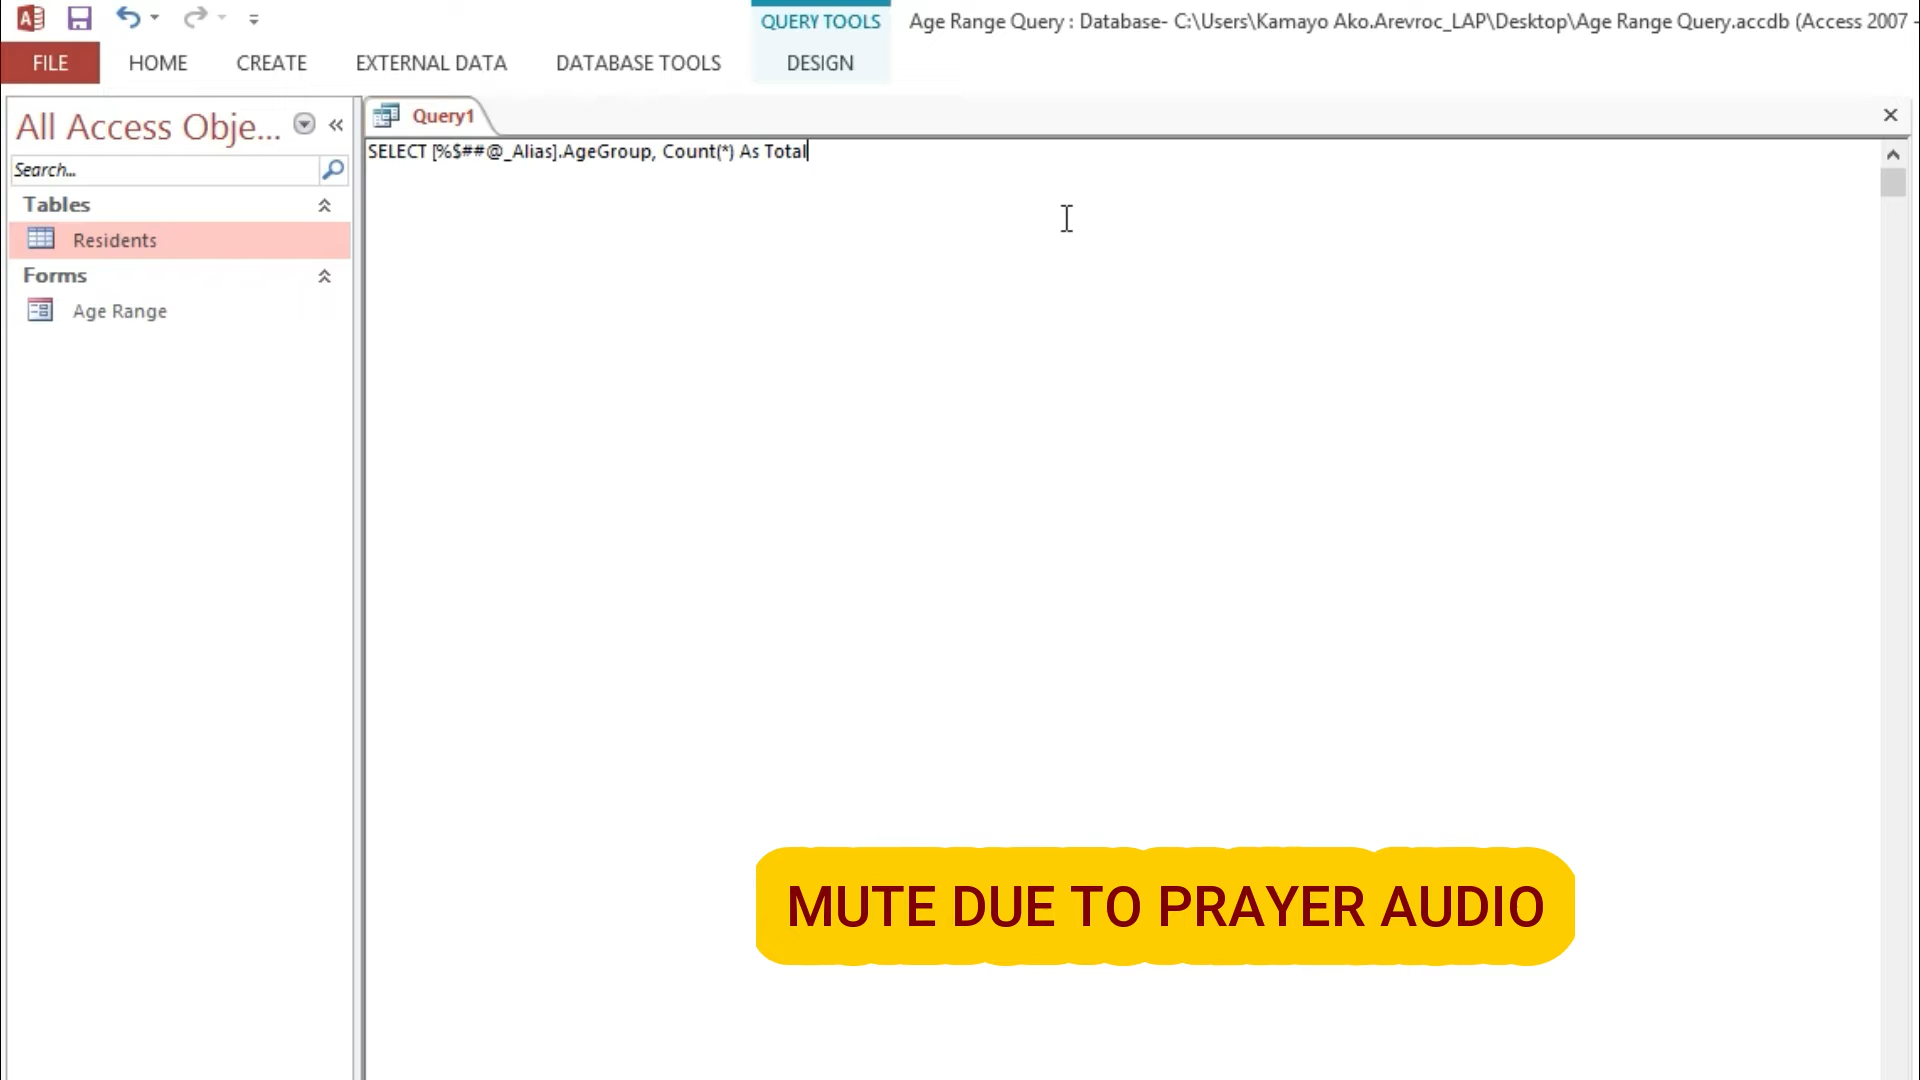 QUERY TOOLS
Age Range Query : Database- C:\Users\Kamayo Ako.Arevroc_LAP\Desktop\Age Range Query.accdb (Access 2007 -
FILE HOME CREATE EXTERNAL DATA DATABASE TOOLS DESIGN
All Access Obje...
Search...
Tables
Residents
Forms
Age Range
Query1
SELECT [%$##@_Alias].AgeGroup, Count(*) As Total
MUTE DUE TO PRAYER AUDIO